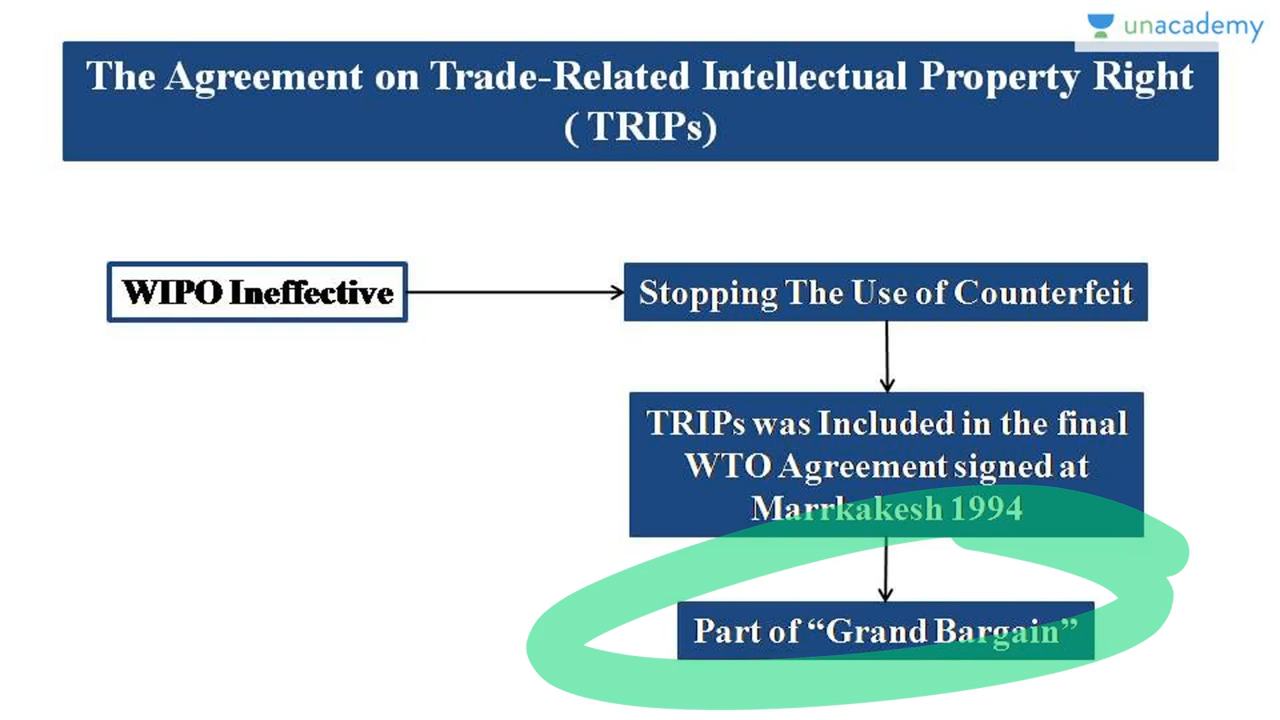 unacademy
The Agreement on Trade-Related Intellectual Property Right
( TRIPs)
WIPO Ineffective
Stopping The Use of Counterfeit
TRIPs was Included in the final
WTO Agreement signed at
Marrkakesh 1994
Part of “Grand Bargain”